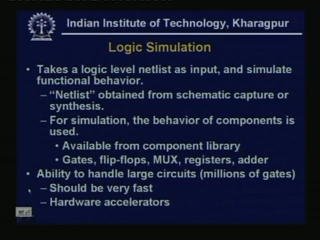 Indian Institute of Technology, Kharagpur
Logic Simulation
• Takes a logic level netlist as input, and simulate
functional behavior.
– “Netlist” obtained from schematic capture or
synthesis.
– For simulation, the behavior of components is
used.
• Available from component library
• Gates, flip-flops, MUX, registers, adder
• Ability to handle large circuits (millions of gates)
– Should be very fast
– Hardware accelerators